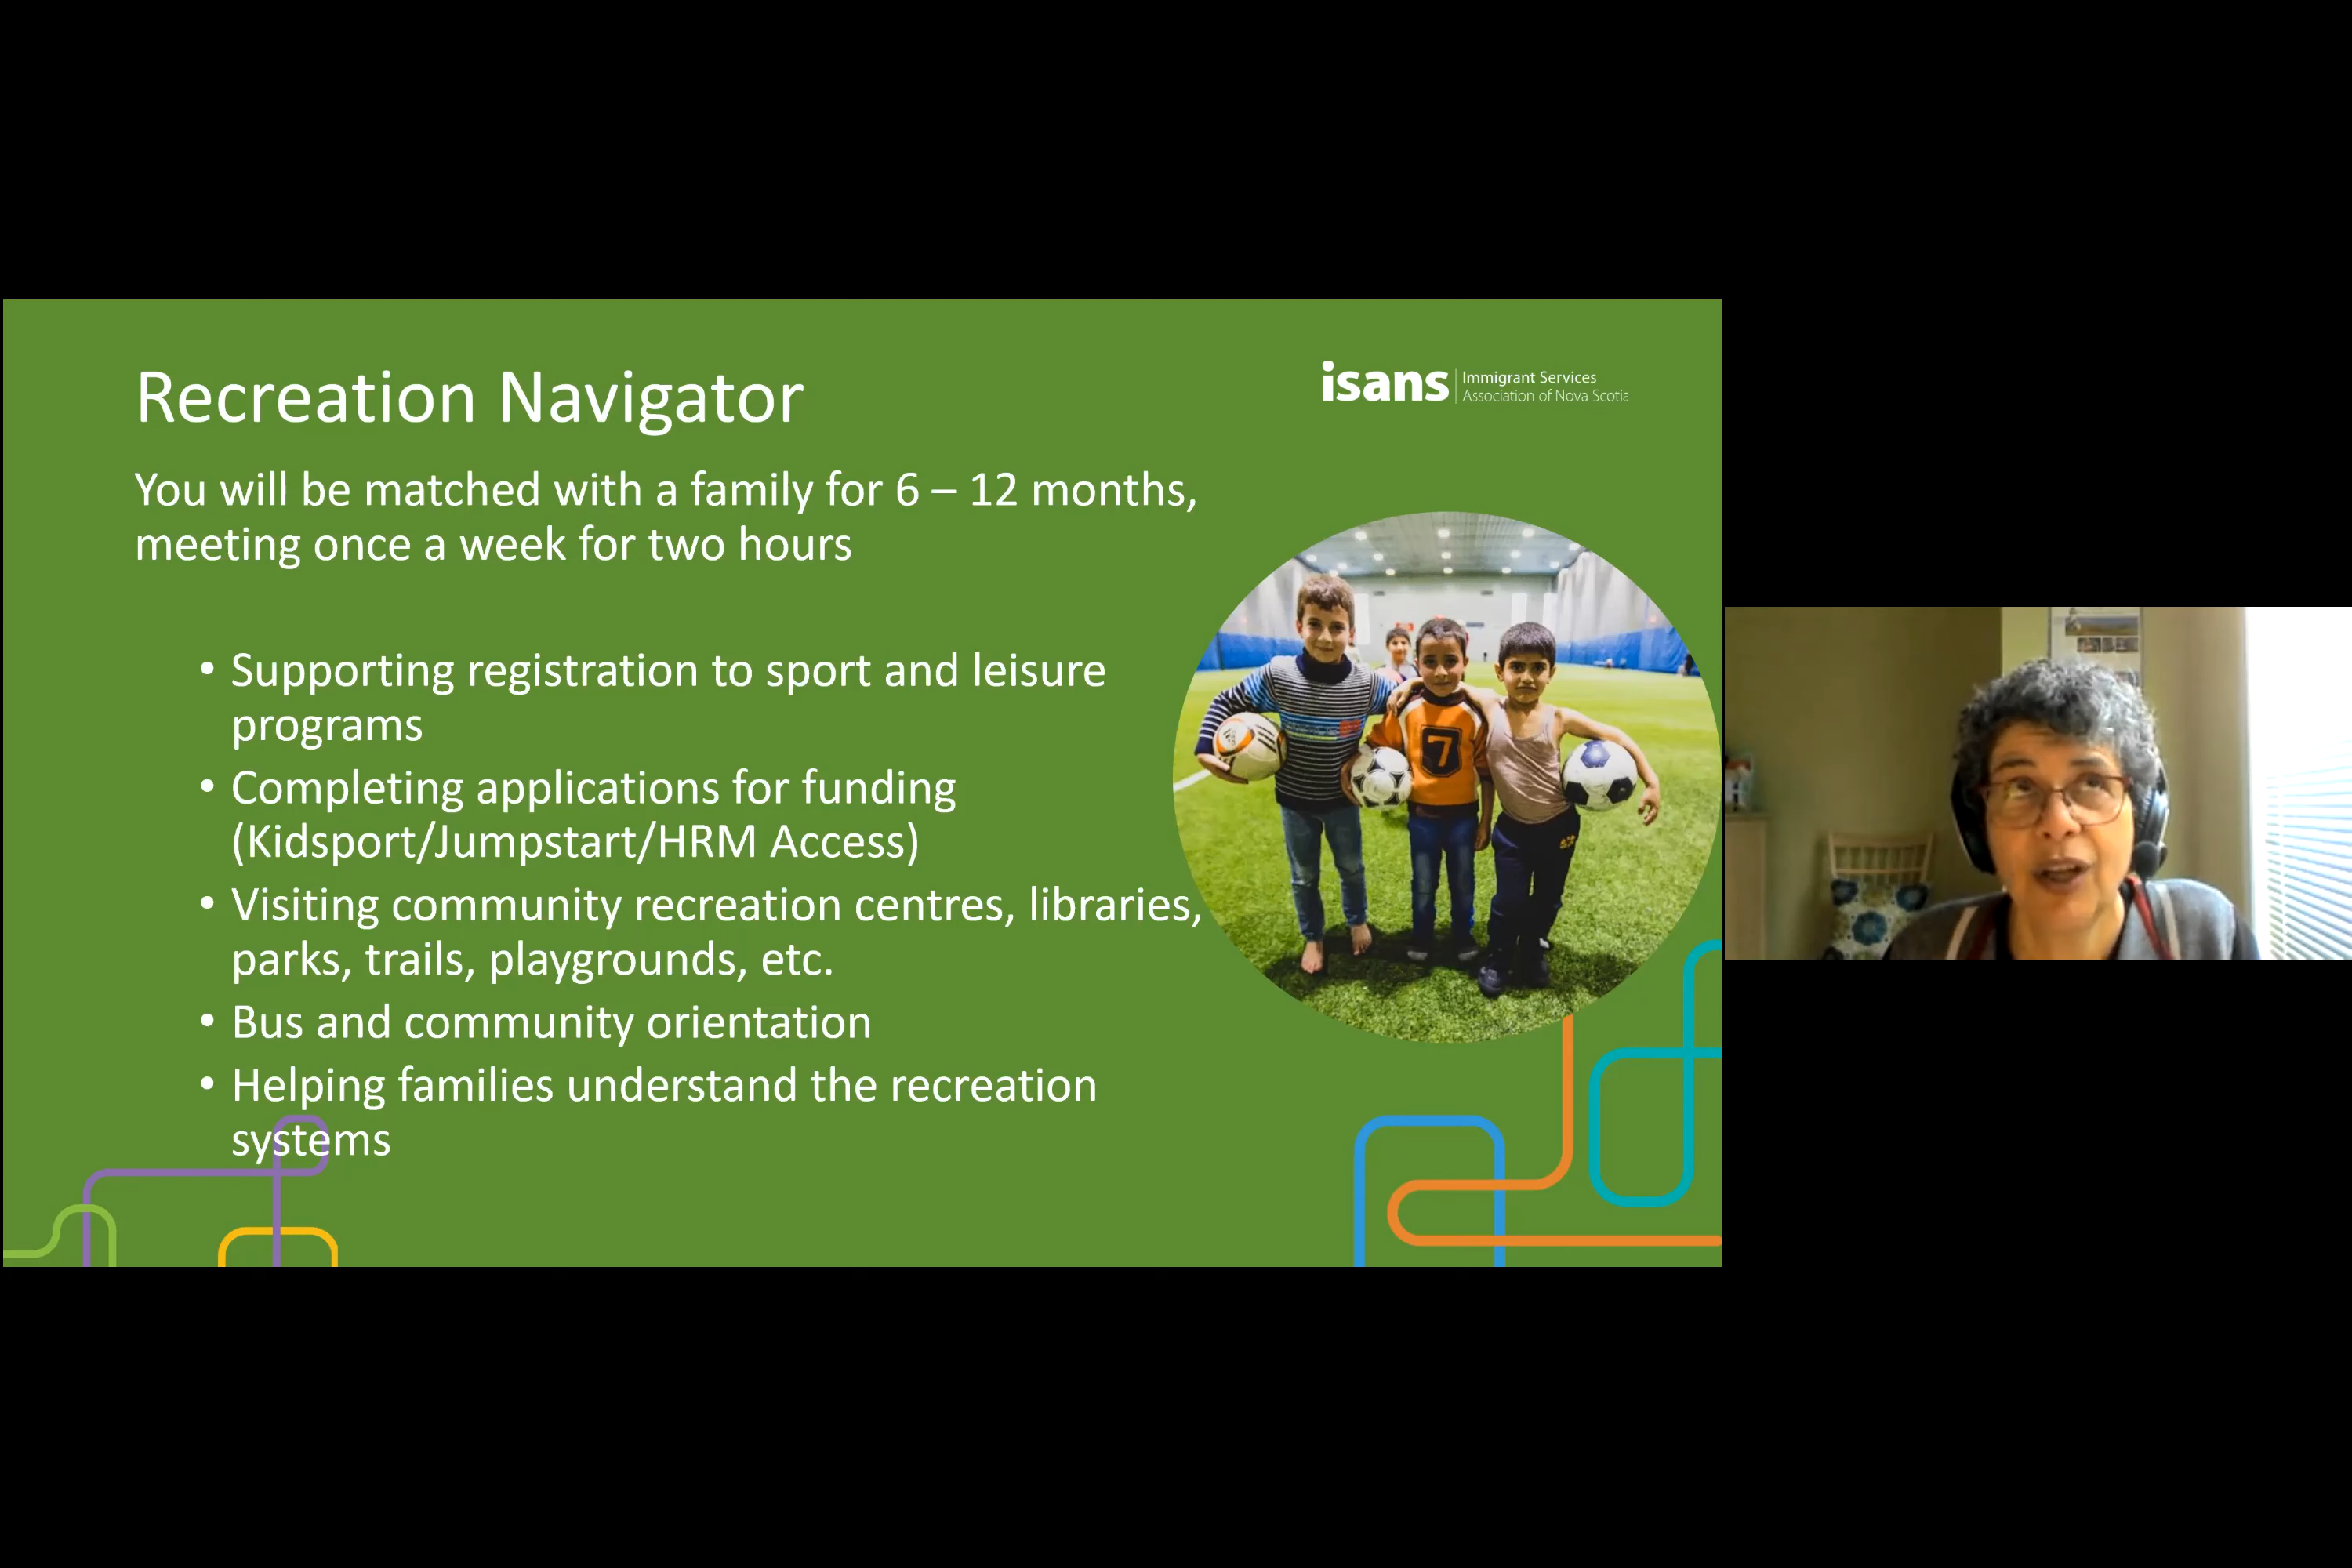 Recreation Navigator
isans
Immigrant Services
Association of Nova Scotia
You will be matched with a family for 6 – 12 months,
meeting once a week for two hours
• Supporting registration to sport and leisure
programs
• Completing applications for funding
(Kidsport/Jumpstart/HRM Access)
• Visiting community recreation centres, libraries,
parks, trails, playgrounds, etc.
• Bus and community orientation
• Helping families understand the recreation
systems
7